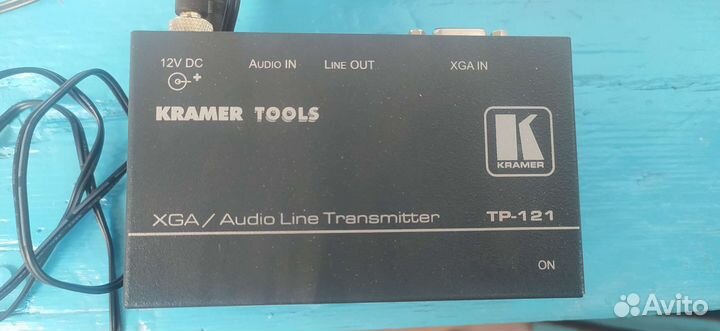 12V DC AUDIO IN LINE OUT XGA IN
+
KRAMER TOOLS
K
KRAMER
XGA / Audio Line Transmitter TP-121
ON
Avito